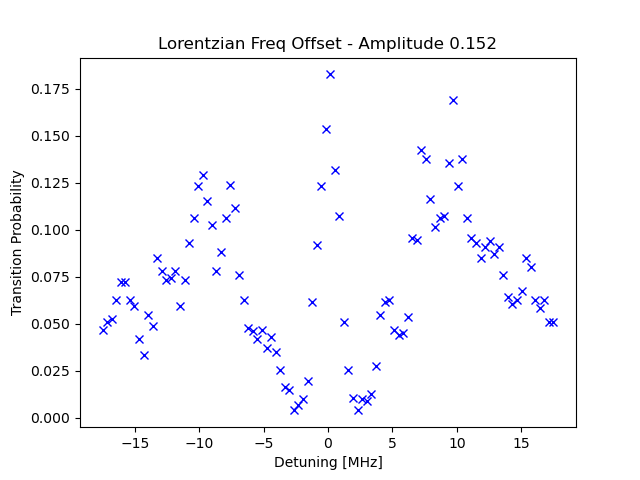 Lorentzian Freq Offset - Amplitude 0.152
Transition Probability
0.175
0.150
0.125
0.100
0.075
0.050
0.025
0.000
−15 −10 −5 0 5 10 15
Detuning [MHz]